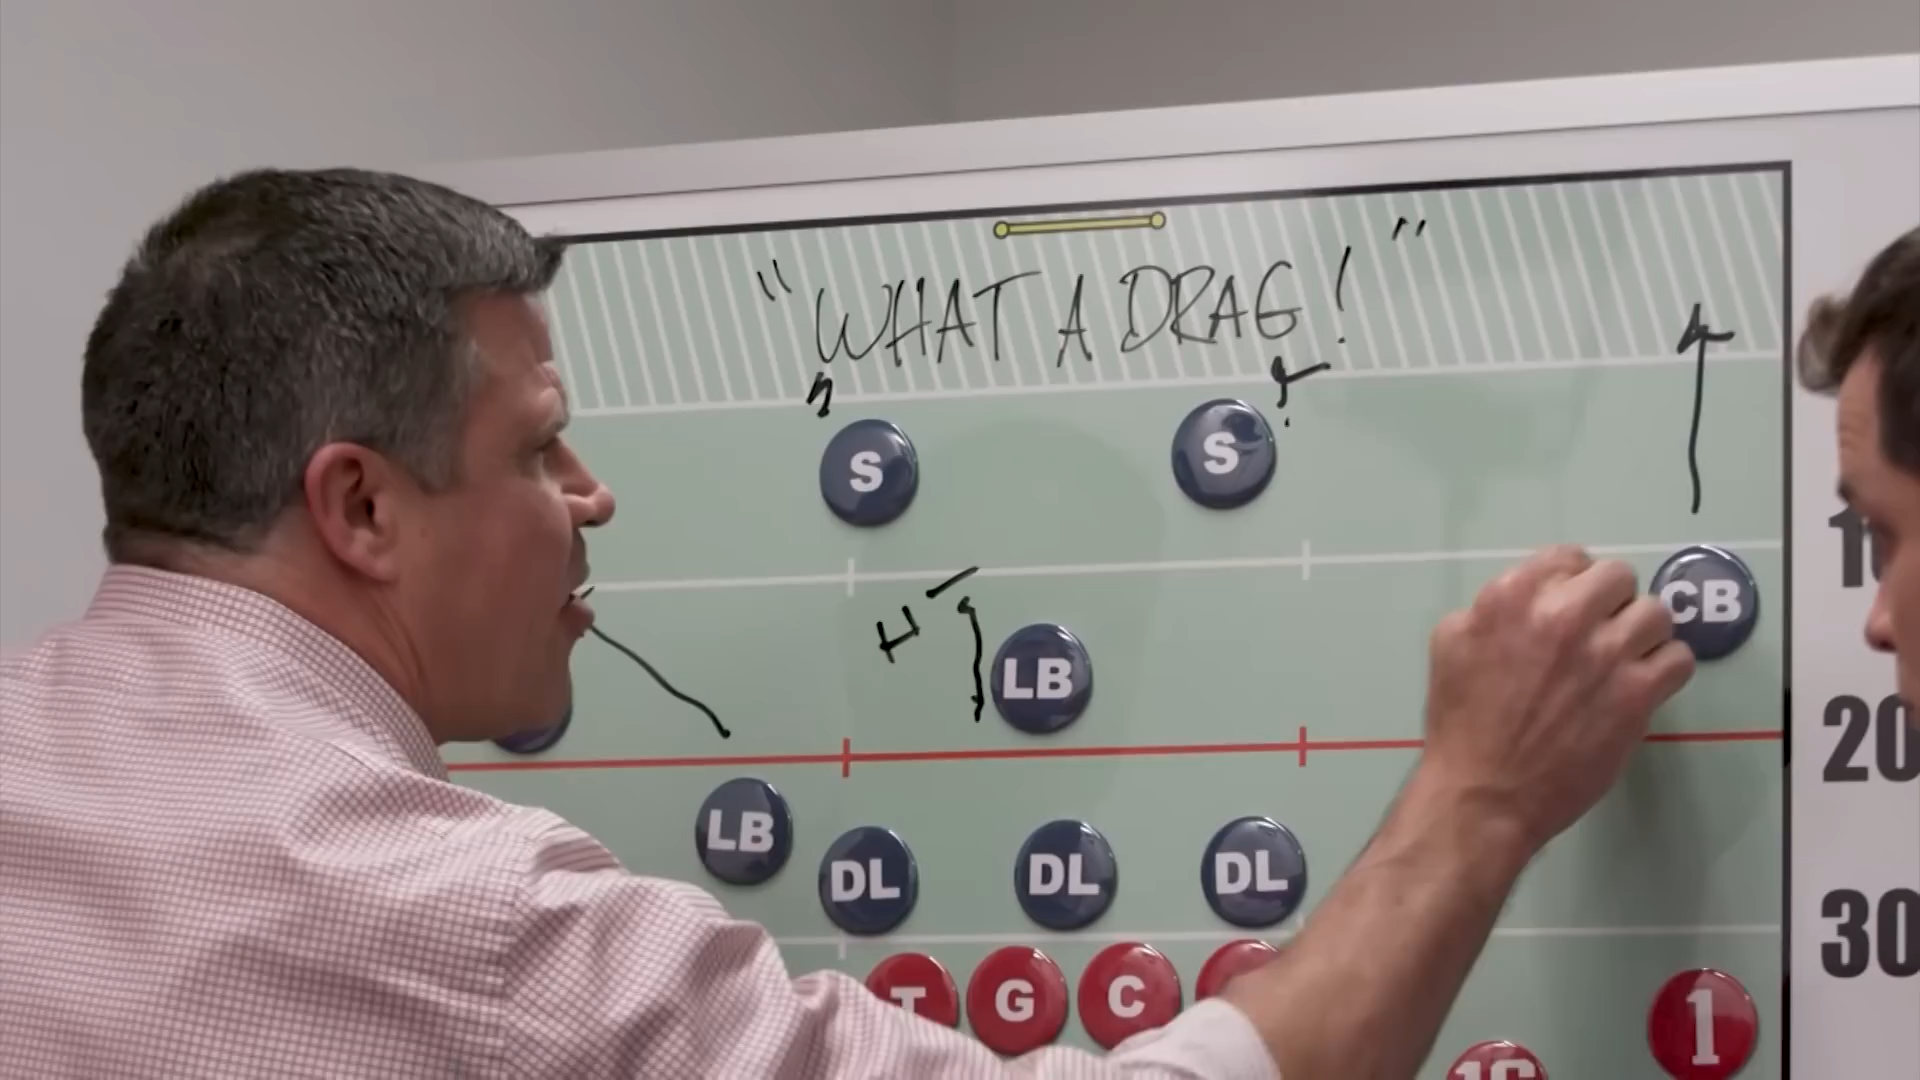 "WHAT A DRAG!"
S S
CB
LB
LB
DL DL DL
T G C
1
20
30